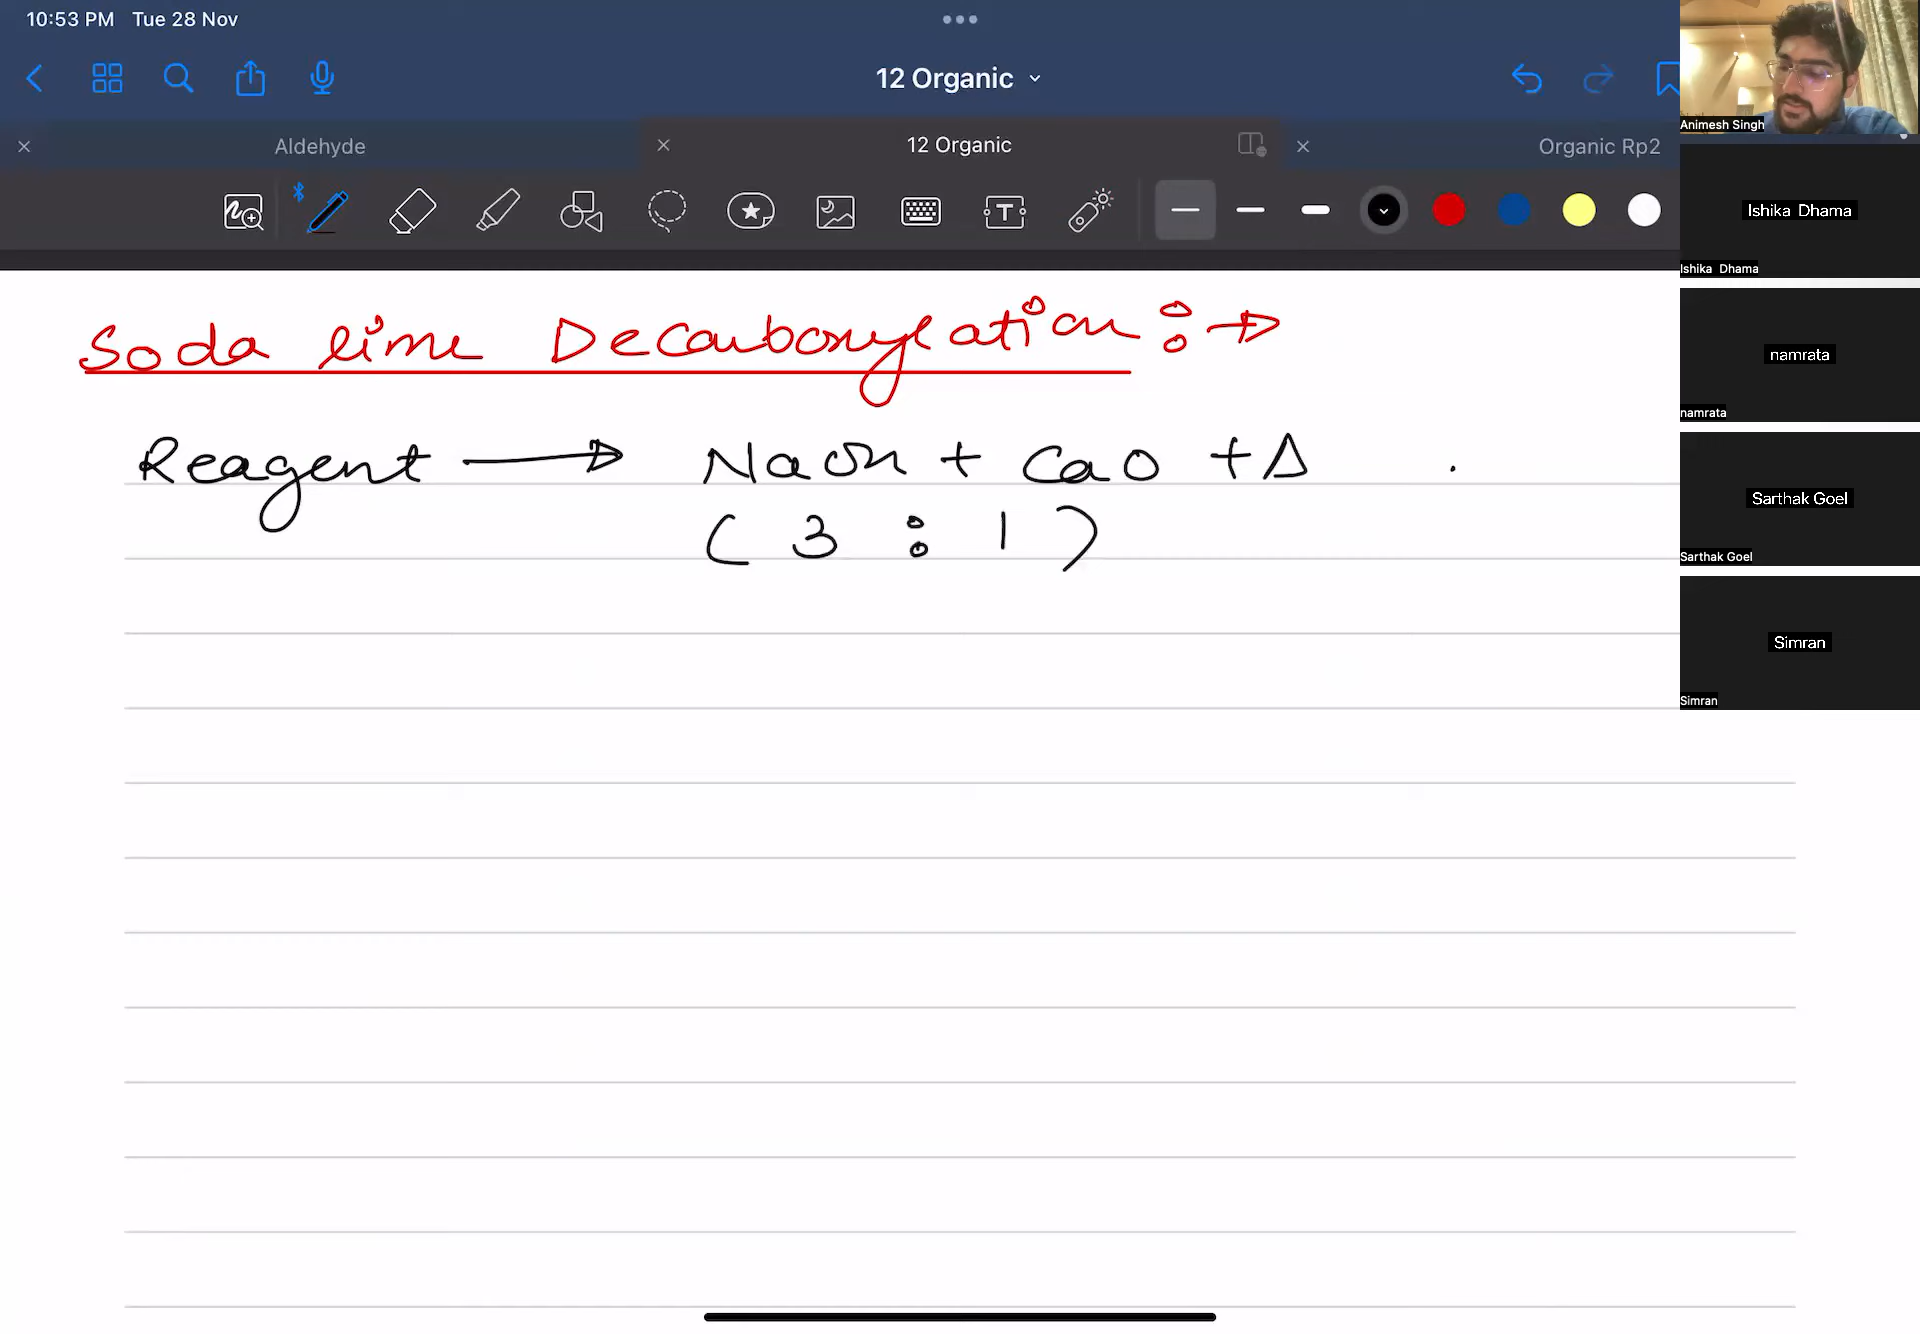 10:53 PM Tue 28 Nov
12 Organic
Aldehyde
12 Organic
Organic Rp2
Soda lime Decarboxylation :→
Reagent → NaOH + CaO + Δ
( 3 : 1 )
Animesh Singh
Ishika Dhama
Ishika Dhama
namrata
namrata
Sarthak Goel
Sarthak Goel
Simran
Simran